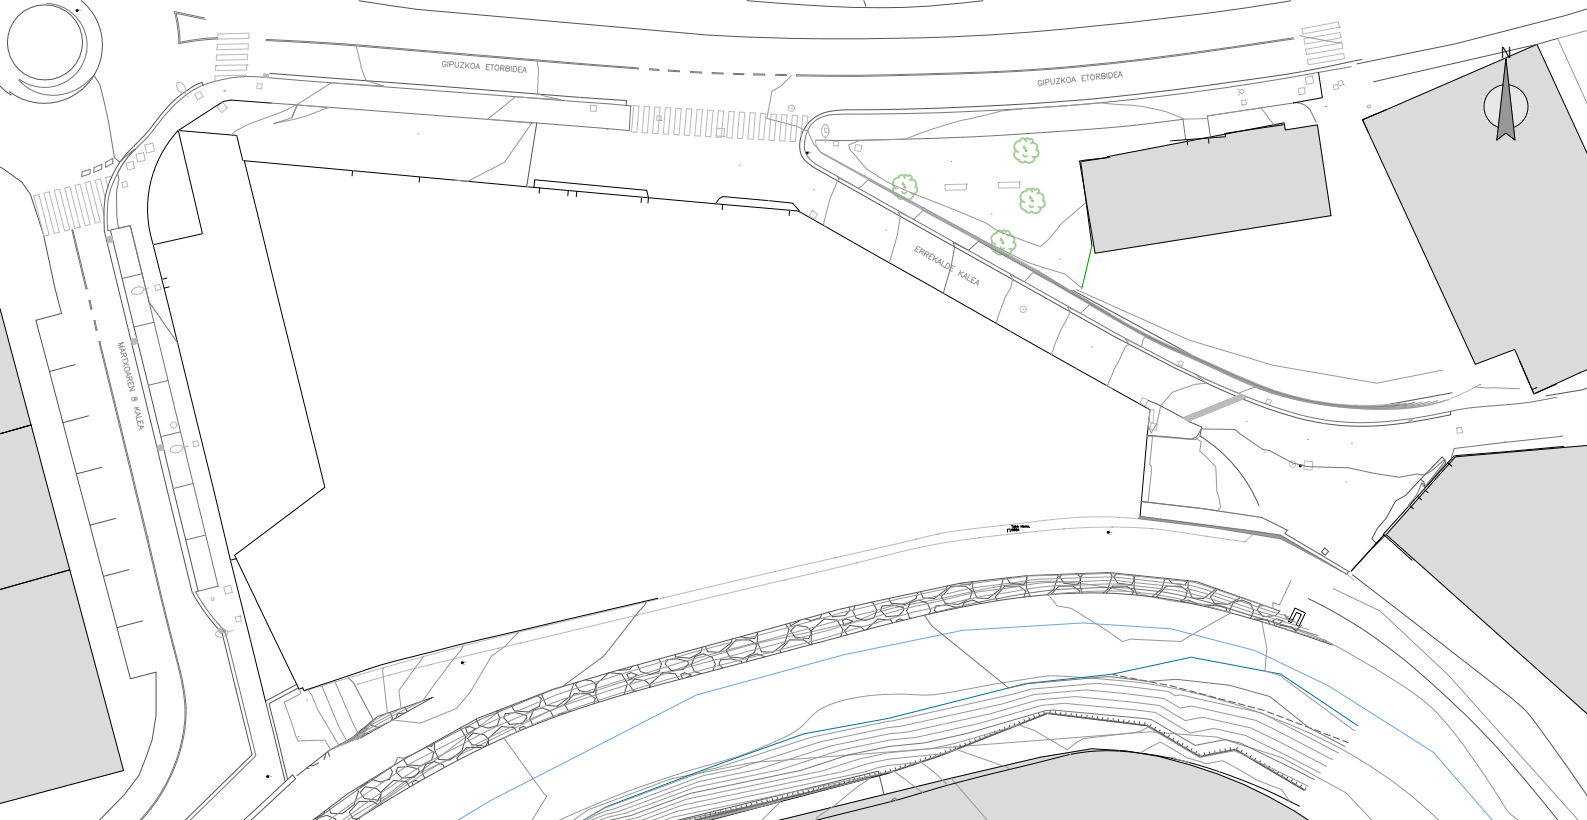 N
GIPUZKOA ETORBIDEA
GIPUZKOA ETORBIDEA
ERREKALDE KALEA
MARTXOAREN 8 KALEA